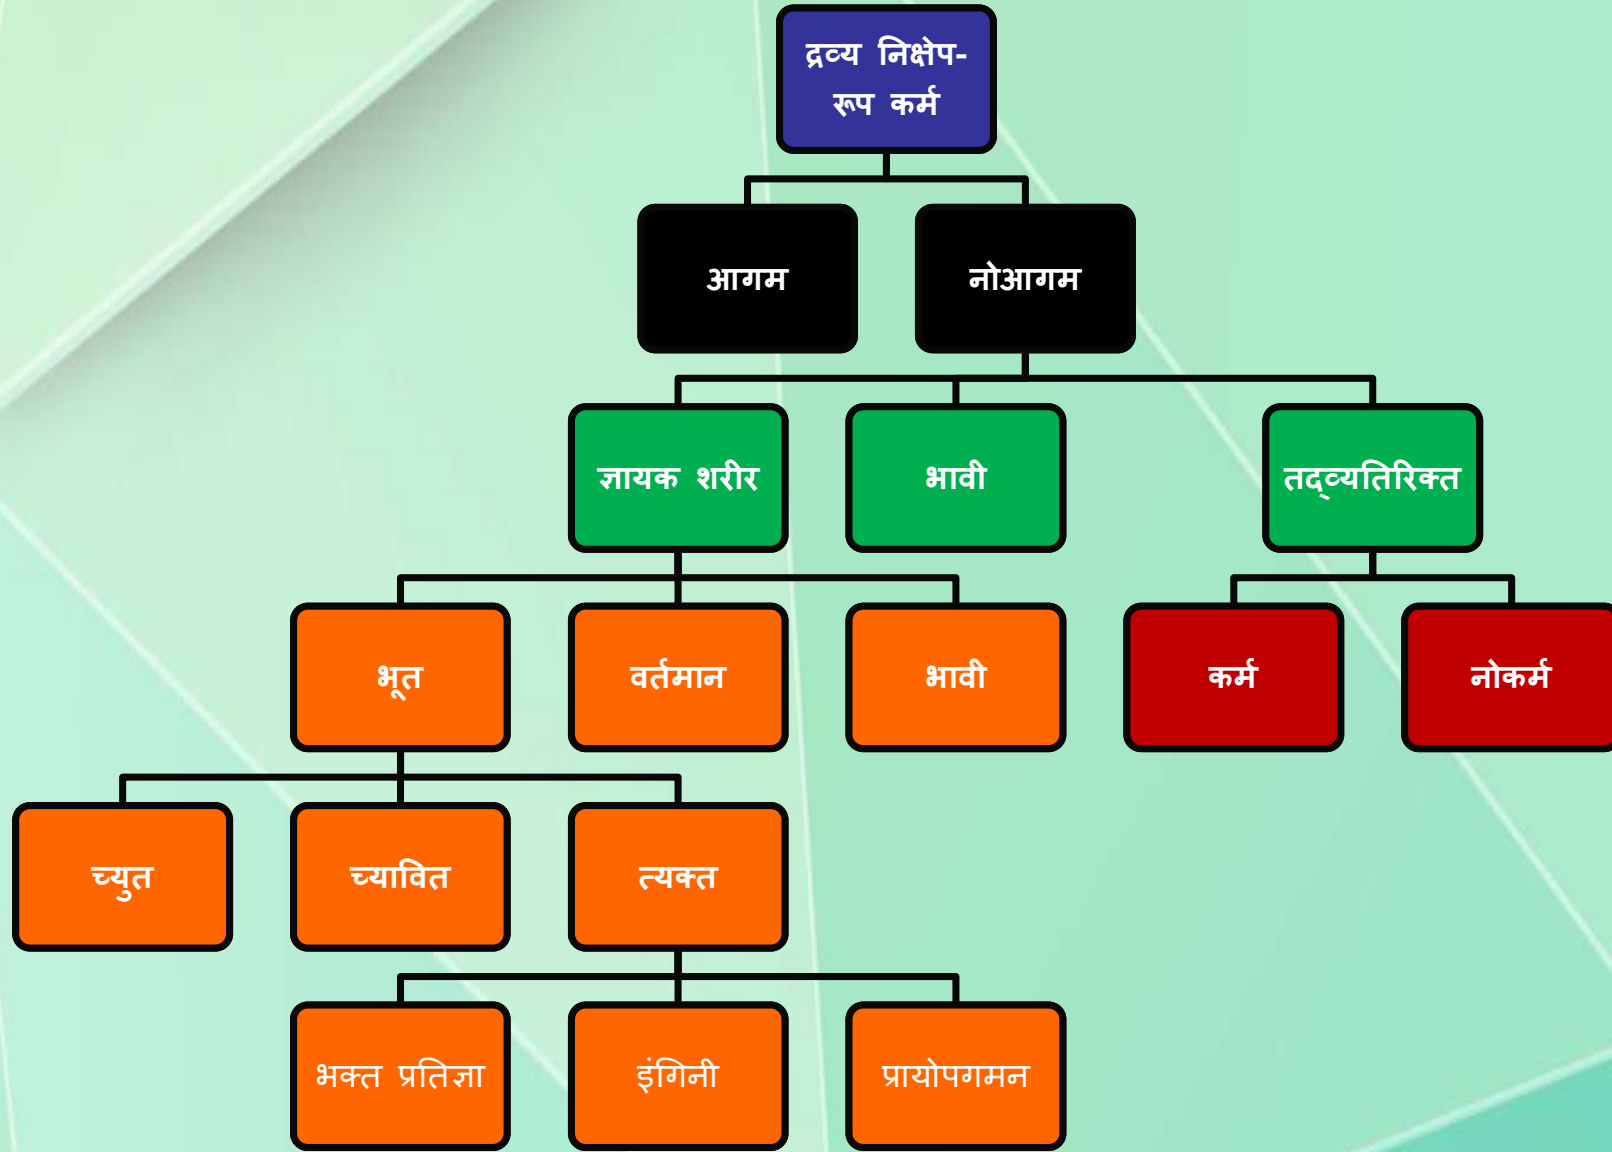 द्रव्य निक्षेप-
रूप कर्म
आगम
नोआगम
ज्ञायक शरीर
भावी
तद्व्यतिरिक्त
भूत
वर्तमान
भावी
कर्म
नोकर्म
च्युत
च्यावित
त्यक्त
भक्त प्रतिज्ञा
इंगिनी
प्रायोपगमन